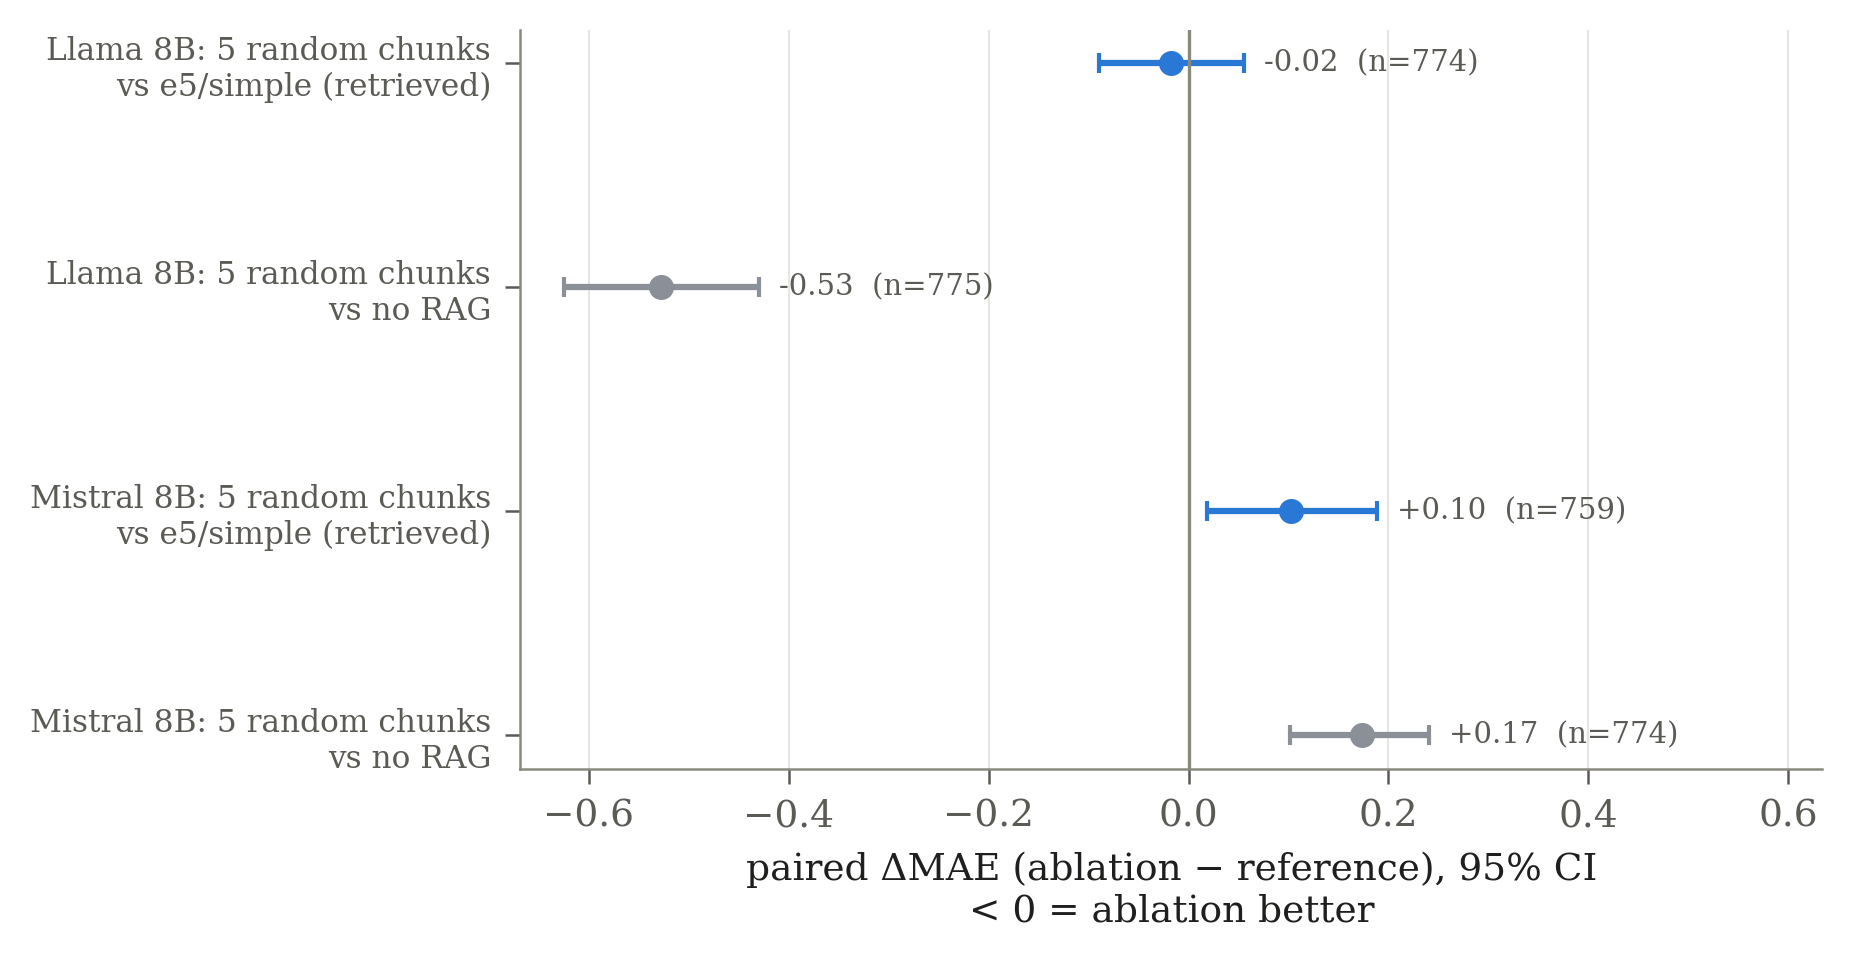 Llama 8B: 5 random chunks
vs e5/simple (retrieved)
-0.02 (n=774)
Llama 8B: 5 random chunks
vs no RAG
-0.53 (n=775)
Mistral 8B: 5 random chunks
vs e5/simple (retrieved)
+0.10 (n=759)
Mistral 8B: 5 random chunks
vs no RAG
+0.17 (n=774)
−0.6 −0.4 −0.2 0.0 0.2 0.4 0.6
paired ΔMAE (ablation − reference), 95% CI
< 0 = ablation better